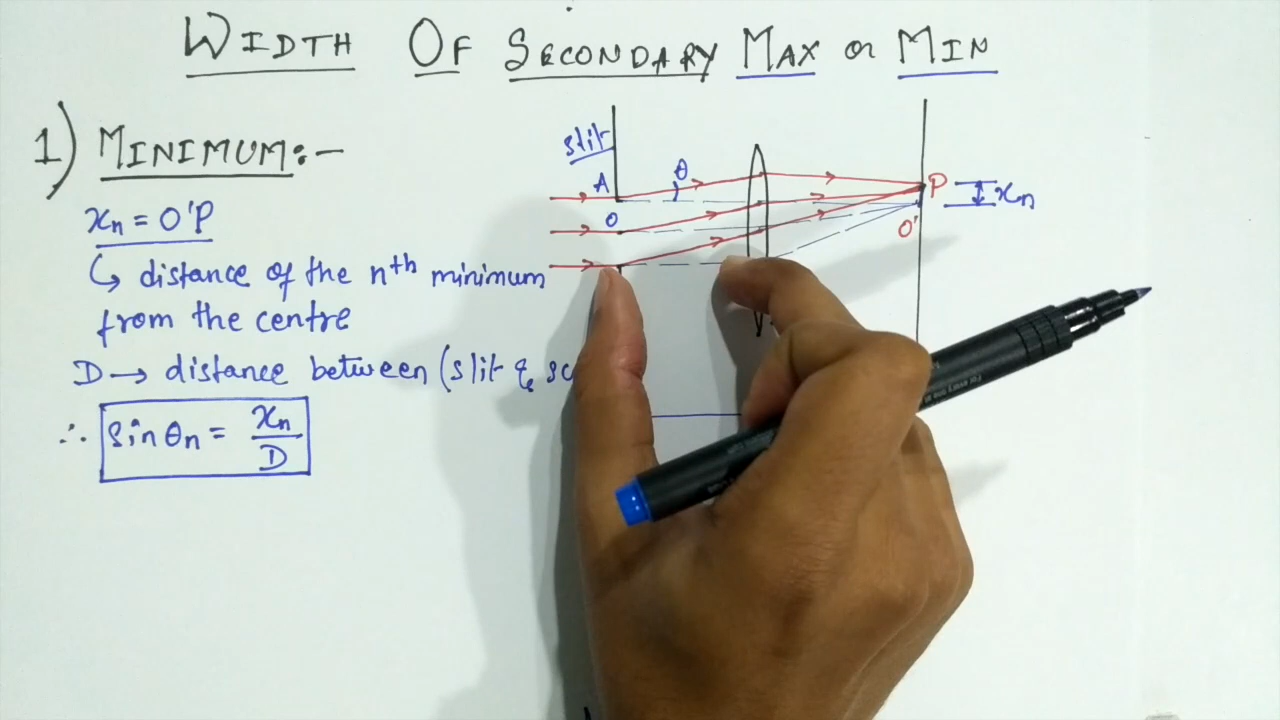 WIDTH OF SECONDARY MAX or MIN
1) MINIMUM:-
xn = O'P
↳ distance of the nth minimum
from the centre
D → distance between (slit &
∴ sin θn = xn/D
slit
A
θ
O
P
xn
O'